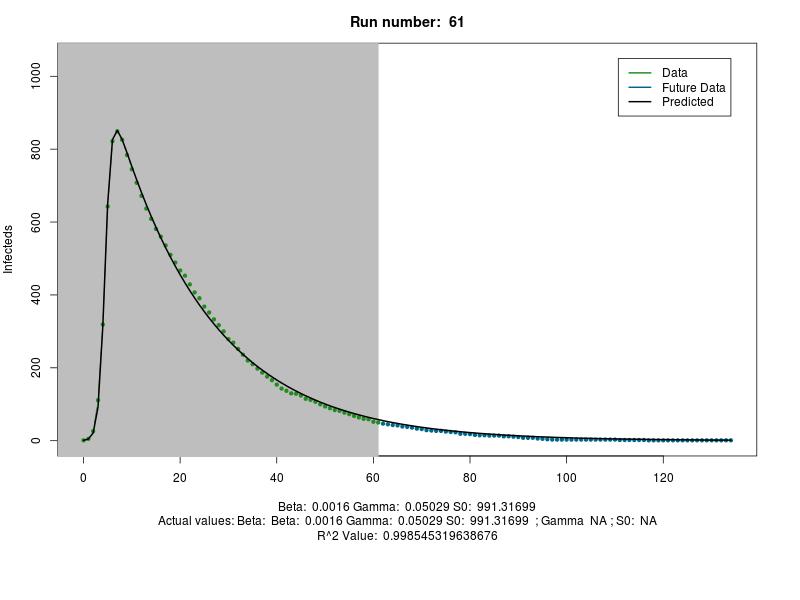 Run number: 61
Data
Future Data
Predicted
1000
800
600
400
200
0
Infecteds
0 20 40 60 80 100 120
Beta: 0.0016 Gamma: 0.05029 S0: 991.31699
Actual values: Beta: Beta: 0.0016 Gamma: 0.05029 S0: 991.31699 ; Gamma NA ; S0: NA
R^2 Value: 0.998545319638676